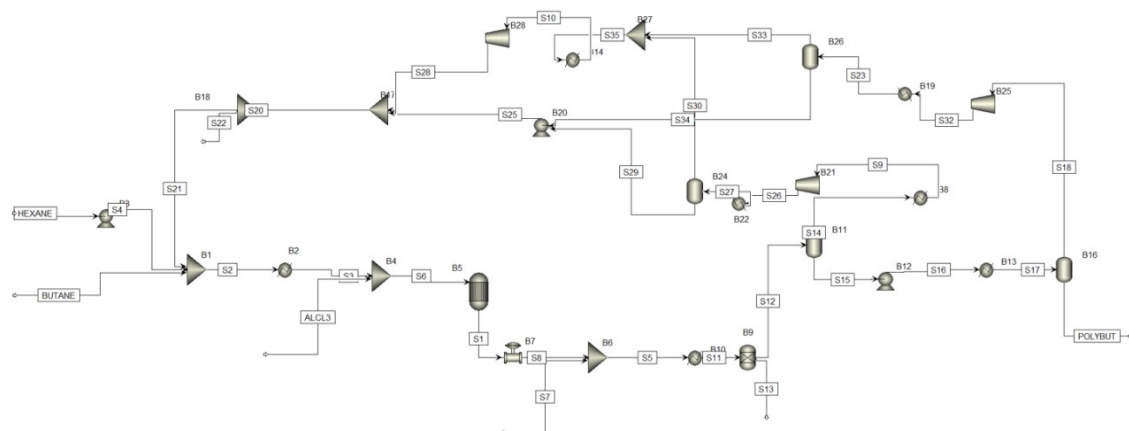 S10
B28
S35
B27
S33
B26
S28
S23
B19
B25
B18
S20
S22
S25
B20
S30
S34
S32
S9
S18
S21
S29
B24
S27
S26
B21
B22
HEXANE
S4
S14
B11
B1
S2
B2
B4
S6
B5
S15
B12
S16
B13
S17
B16
BUTANE
S3
S12
ALCL3
S1
B7
S8
B6
S5
B10
S11
B9
POLYBUT
S7
S13